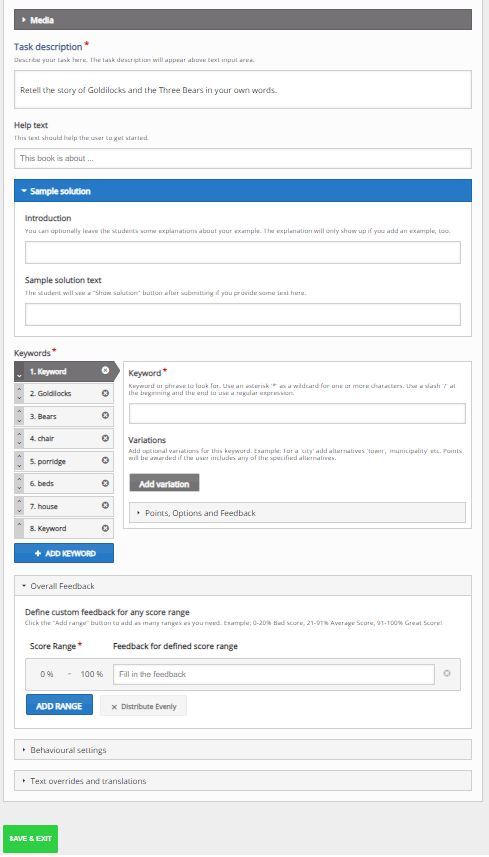 Media
Task description *
Describe your task here. The task description will appear above text input area.
Retell the story of Goldilocks and the Three Bears in your own words.
Help text
This text should help the user to get started.
This book is about ...
Sample solution
Introduction
You can optionally leave the students some explanations about your example. The explanation will only show up if you add an example, too.
Sample solution text
The student will see a "Show solution" button after submitting if you provide some text here.
Keywords *
1. Keyword
2. Goldilocks
3. Bears
4. chair
5. porridge
6. beds
7. house
8. Keyword
+ ADD KEYWORD
Keyword *
Keyword or phrase to look for. Use an asterisk '*' as a wildcard for one or more characters. Use a slash '/' at
the beginning and the end to use a regular expression.
Variations
Add optional variations for this keyword. Example: For a 'city' add alternatives 'town', 'municipality' etc. Points
will be awarded if the user includes any of the specified alternatives.
Add variation
Points, Options and Feedback
Overall Feedback
Define custom feedback for any score range
Click the "Add range" button to add as many ranges as you need. Example: 0-20% Bad score, 21-91% Average Score, 91-100% Great Score!
Score Range * Feedback for defined score range
0 % – 100 % Fill in the feedback
ADD RANGE × Distribute Evenly
Behavioural settings
Text overrides and translations
SAVE & EXIT